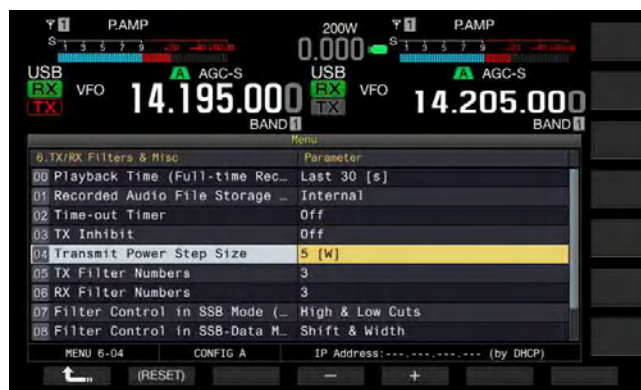 1 P.AMP 200W 1 P.AMP
S 1 3 5 7 9 +20 +40 +60dB 0.000 S 1 3 5 7 9 +20 +40 +60dB
USB A AGC-S USB A AGC-S
RX VFO 14.195.000 RX VFO 14.205.000
TX TX
BAND 1 BAND 1
Menu
6.TX/RX Filters & Misc Parameter
00 Playback Time (Full-time Rec... Last 30 [s]
01 Recorded Audio File Storage ... Internal
02 Time-out Timer Off
03 TX Inhibit Off
04 Transmit Power Step Size 5 [W]
05 TX Filter Numbers 3
06 RX Filter Numbers 3
07 Filter Control in SSB Mode (... High & Low Cuts
08 Filter Control in SSB-Data M... Shift & Width
MENU 6-04 CONFIG A IP Address:---.---.---.--- (by DHCP)
(RESET) − +